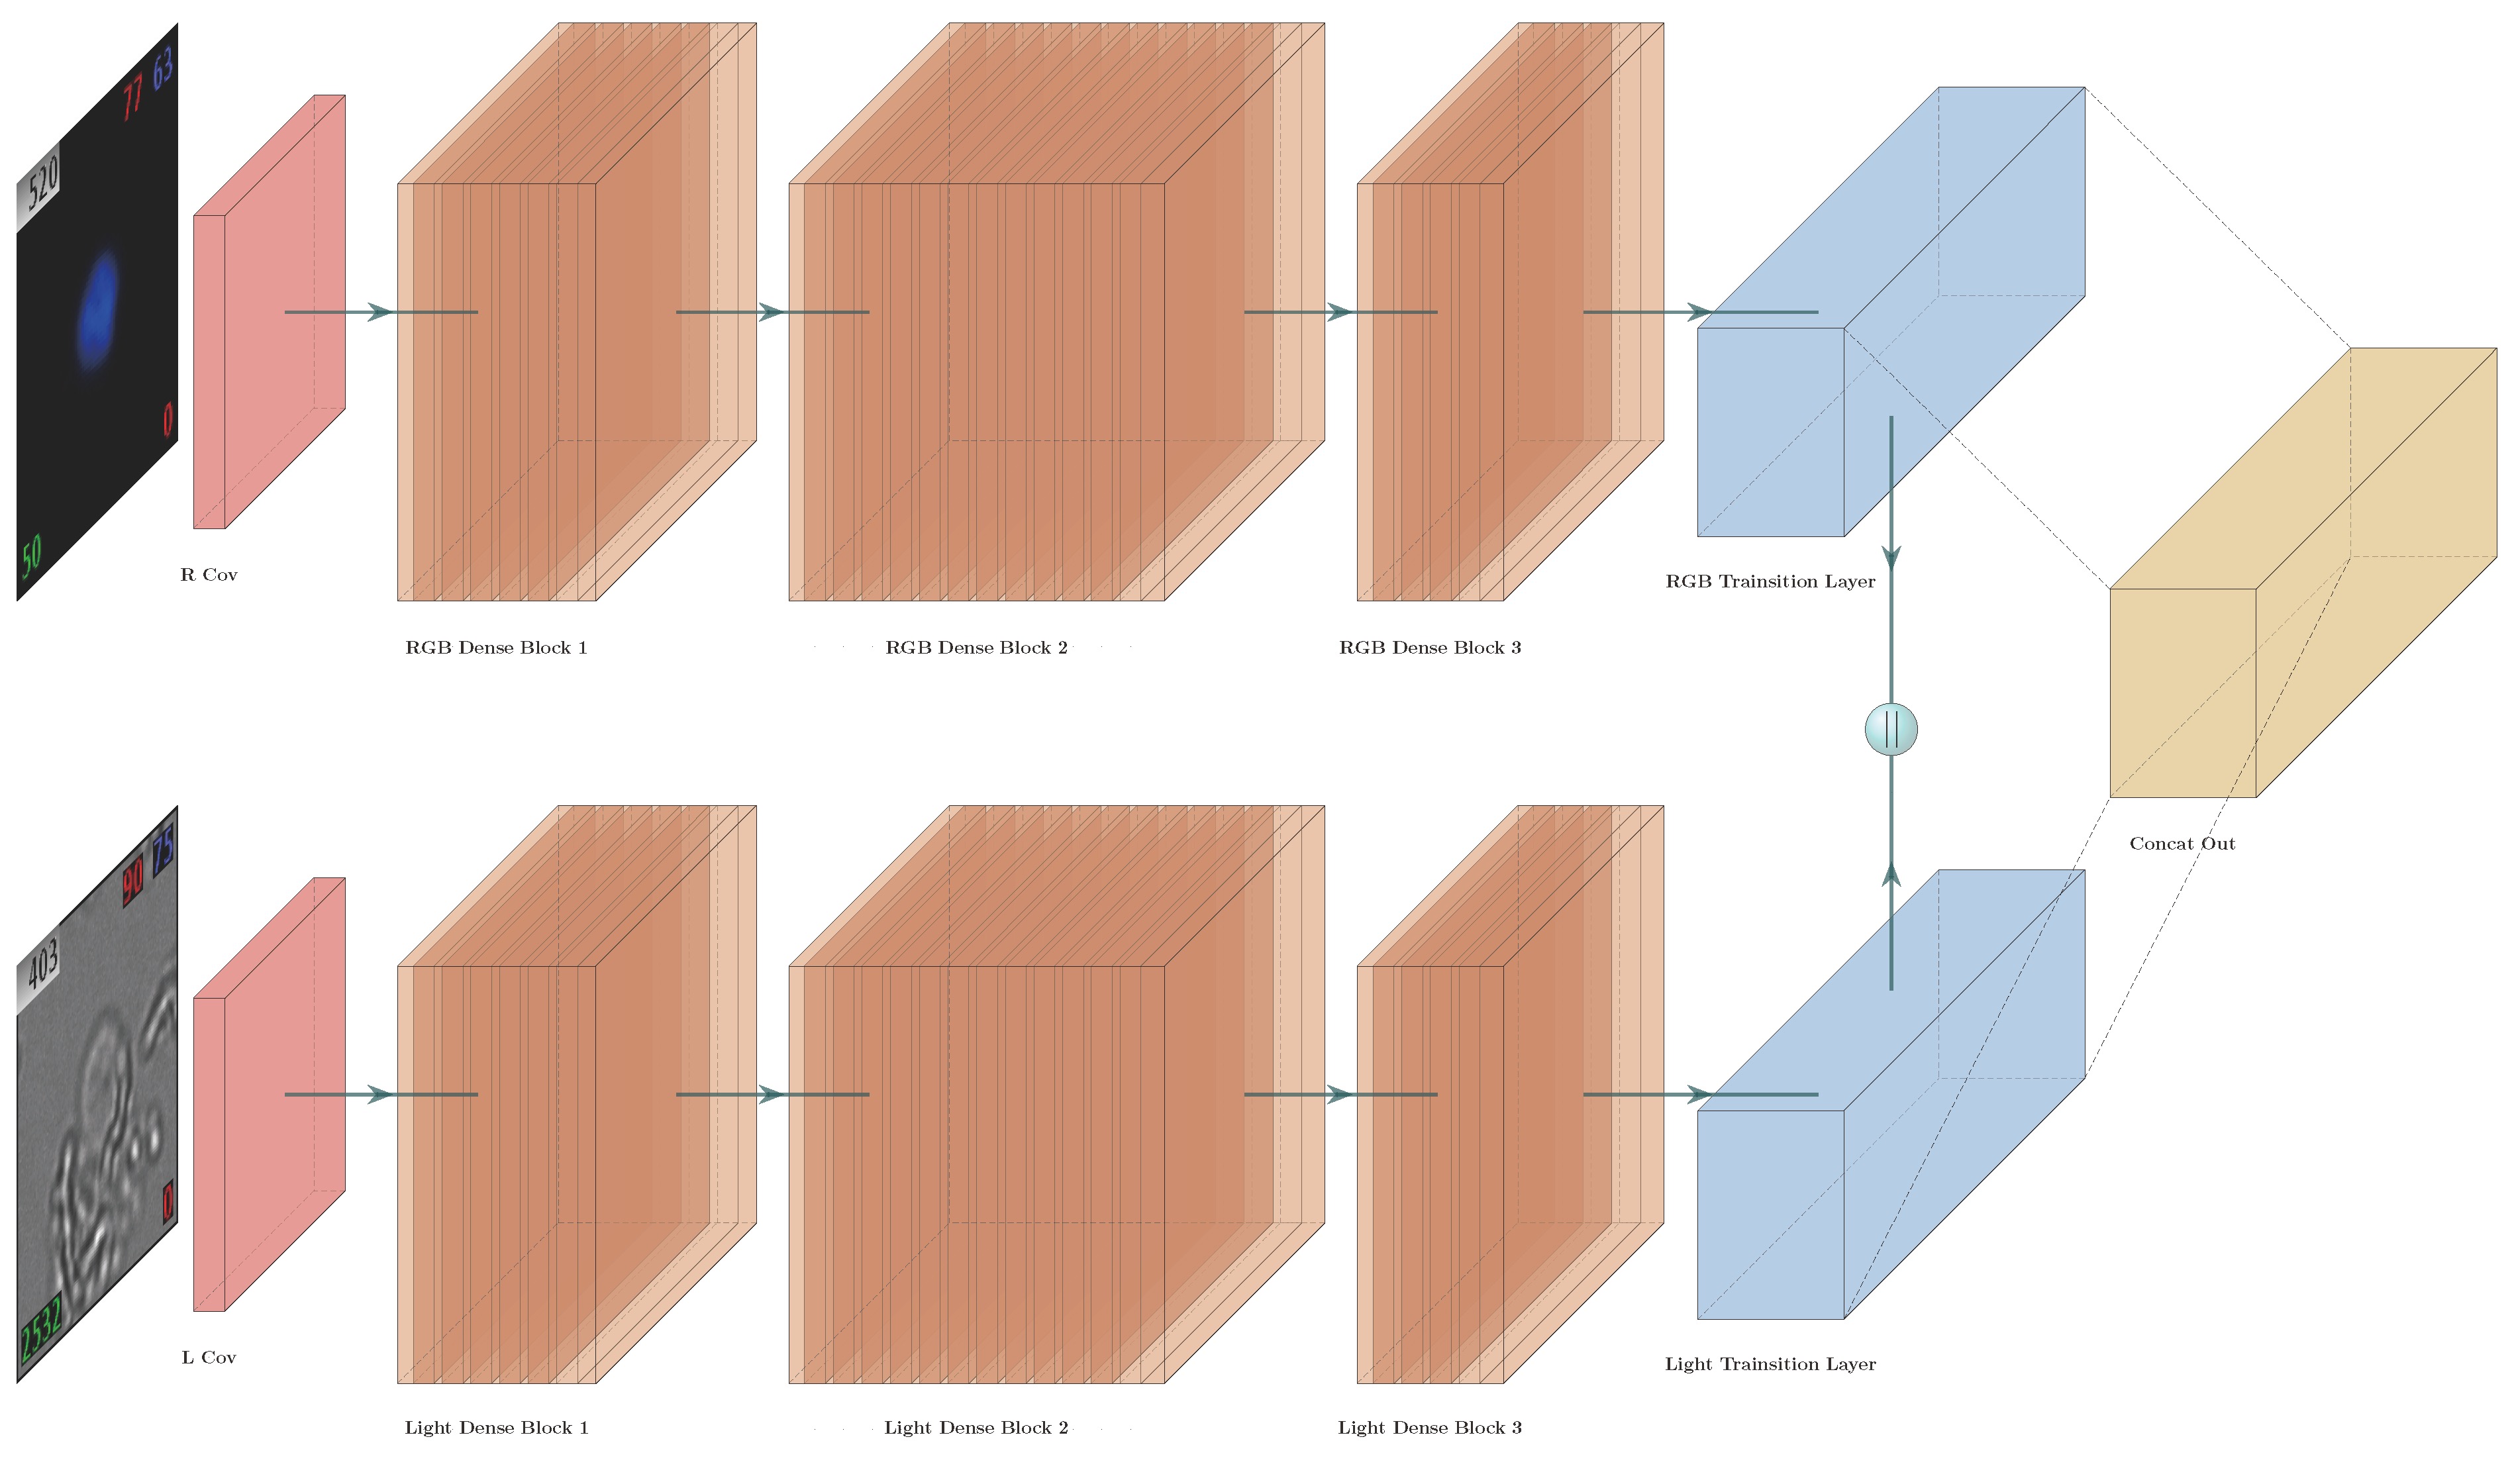 77 63
520
0
50
R Cov
RGB Dense Block 1
RGB Dense Block 2
RGB Dense Block 3
RGB Trainsition Layer
||
Concat Out
90 75
403
0
2532
L Cov
Light Dense Block 1
Light Dense Block 2
Light Dense Block 3
Light Trainsition Layer